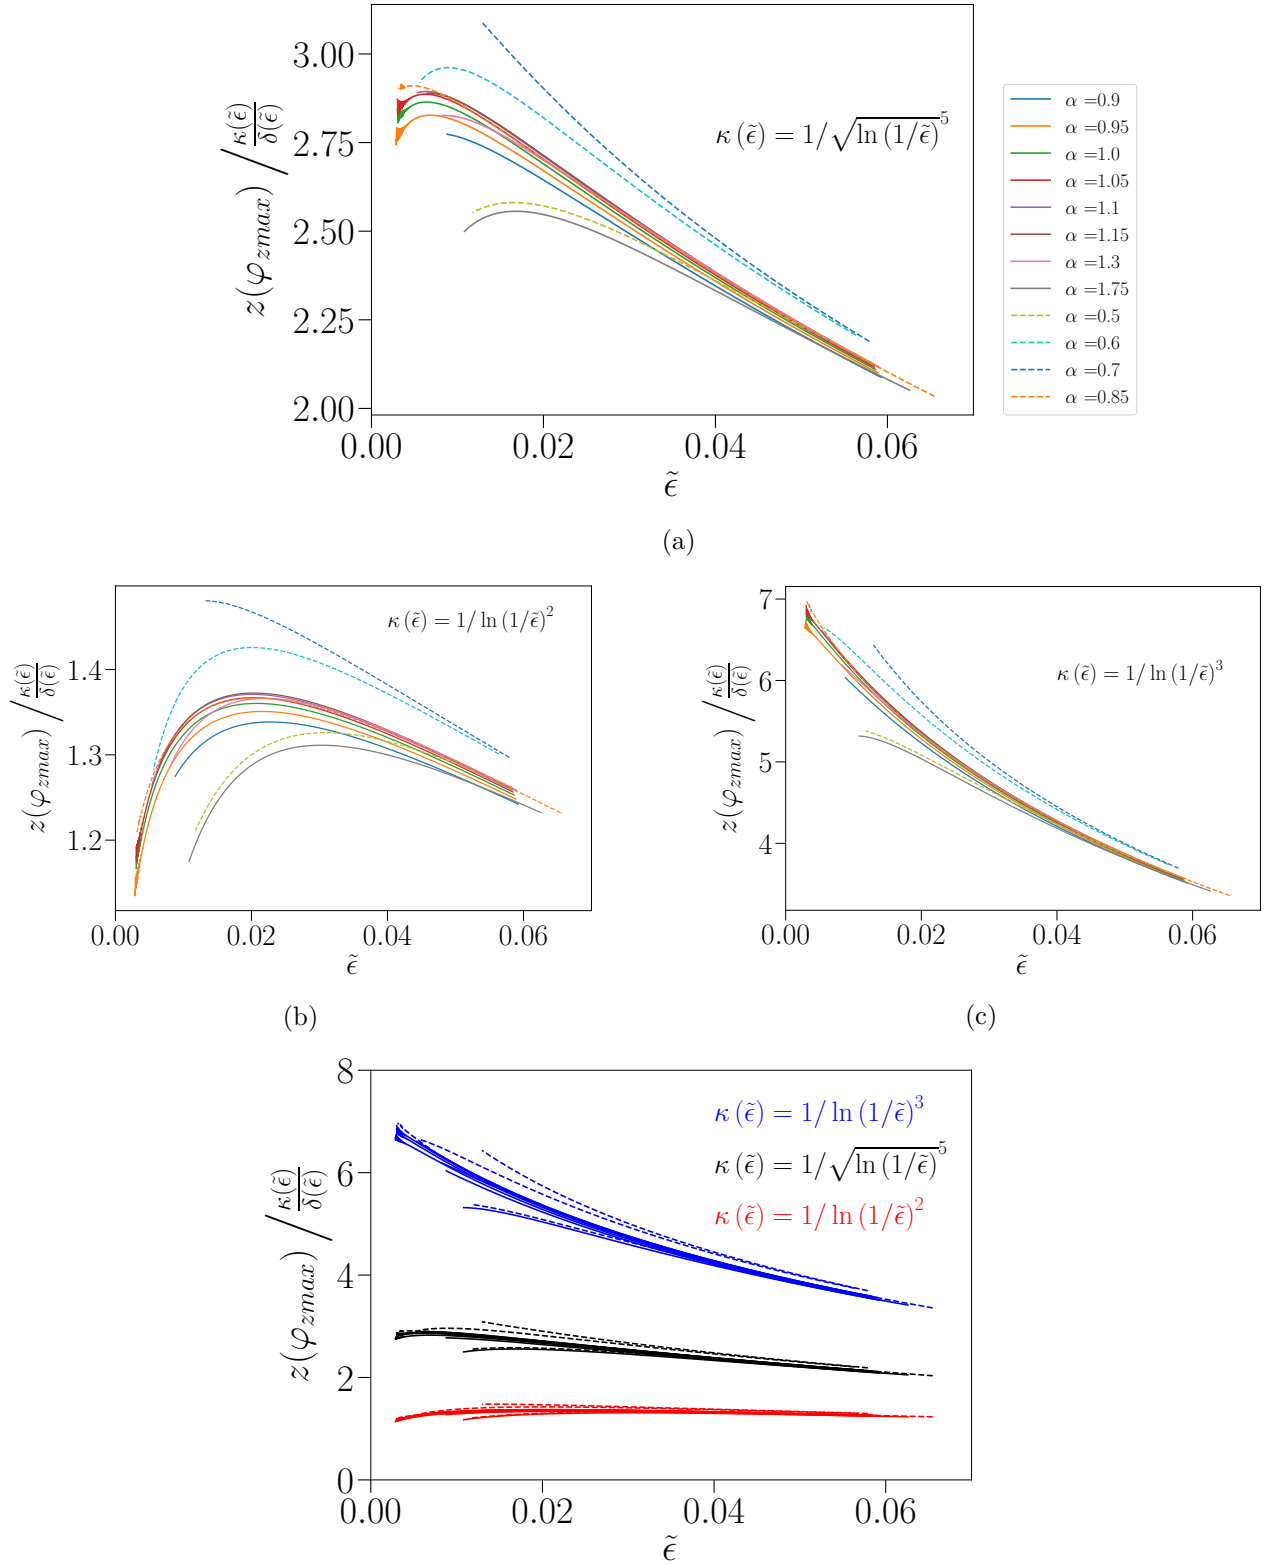 3.00
2.75
2.50
2.25
2.00
z(φ_zmax) / κ(ϵ̃)/δ(ϵ̃)
κ(ϵ̃) = 1/√ln(1/ϵ̃)^5
0.00 0.02 0.04 0.06
ϵ̃
α =0.9
α =0.95
α =1.0
α =1.05
α =1.1
α =1.15
α =1.3
α =1.75
α =0.5
α =0.6
α =0.7
α =0.85
(a)
1.4
1.3
1.2
z(φ_zmax) / κ(ϵ̃)/δ(ϵ̃)
κ(ϵ̃) = 1/ln(1/ϵ̃)^2
0.00 0.02 0.04 0.06
ϵ̃
(b)
7
6
5
4
z(φ_zmax) / κ(ϵ̃)/δ(ϵ̃)
κ(ϵ̃) = 1/ln(1/ϵ̃)^3
0.00 0.02 0.04 0.06
ϵ̃
(c)
8
6
4
2
0
z(φ_zmax) / κ(ϵ̃)/δ(ϵ̃)
κ(ϵ̃) = 1/ln(1/ϵ̃)^3
κ(ϵ̃) = 1/√ln(1/ϵ̃)^5
κ(ϵ̃) = 1/ln(1/ϵ̃)^2
0.00 0.02 0.04 0.06
ϵ̃